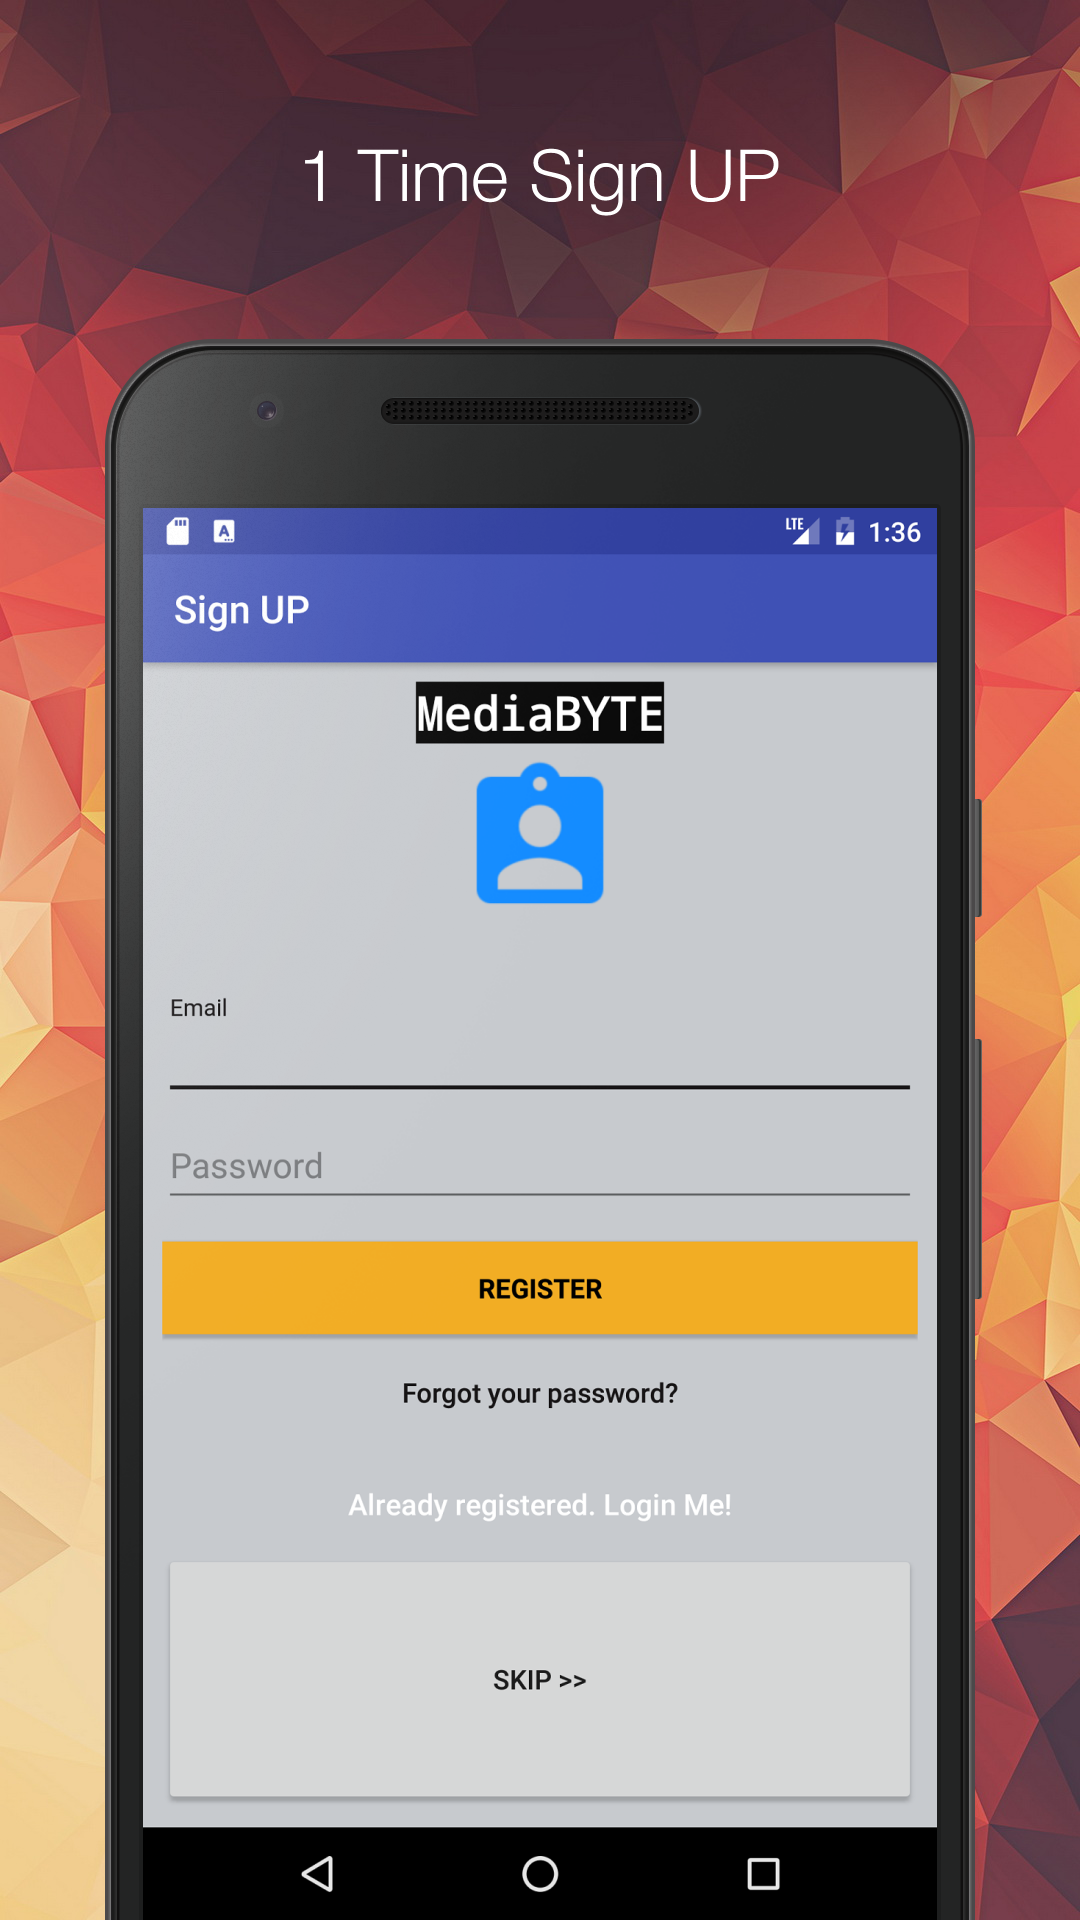 1 Time Sign UP
A
LTE
1:36
Sign UP
MediaBYTE
Email
Password
REGISTER
Forgot your password?
Already registered. Login Me!
SKIP >>